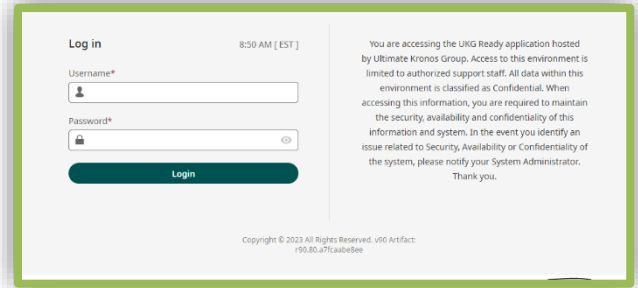 Log in
8:50 AM [ EST ]
Username*
Password*
Login
You are accessing the UKG Ready application hosted
by Ultimate Kronos Group. Access to this environment is
limited to authorized support staff. All data within this
environment is classified as Confidential. When
accessing this information, you are required to maintain
the security, availability and confidentiality of this
information and system. In the event you identify an
issue related to Security, Availability or Confidentiality of
the system, please notify your System Administrator.
Thank you.
Copyright © 2023 All Rights Reserved. v90 Artifact:
r90.80.a7fcaabe8ee